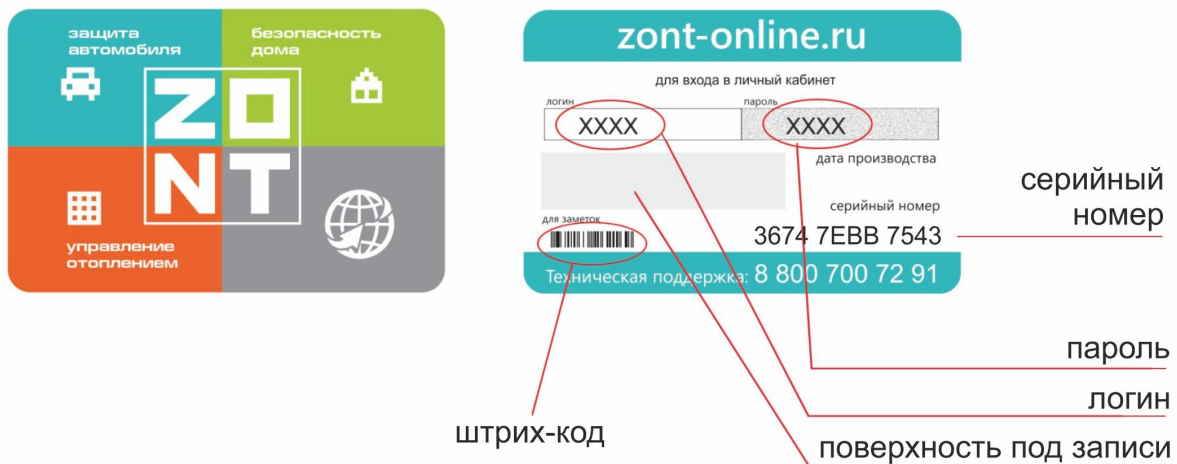 защита
автомобиля
безопасность
дома
ZO
NT
управление
отоплением
zont-online.ru
для входа в личный кабинет
логин
пароль
XXXX
XXXX
дата производства
серийный номер
для заметок
3674 7EBB 7543
Техническая поддержка: 8 800 700 72 91
серийный
номер
пароль
логин
штрих-код
поверхность под записи